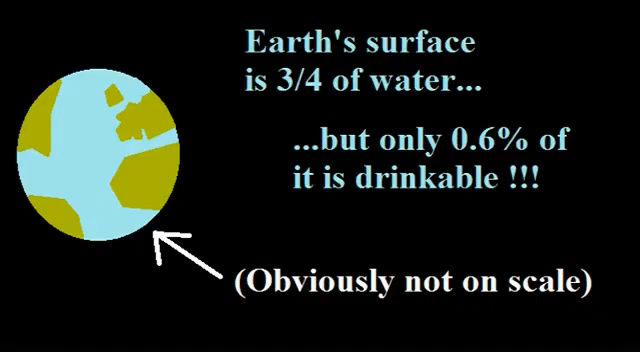 Earth's surface
is 3/4 of water...
...but only 0.6% of
it is drinkable !!!
(Obviously not on scale)